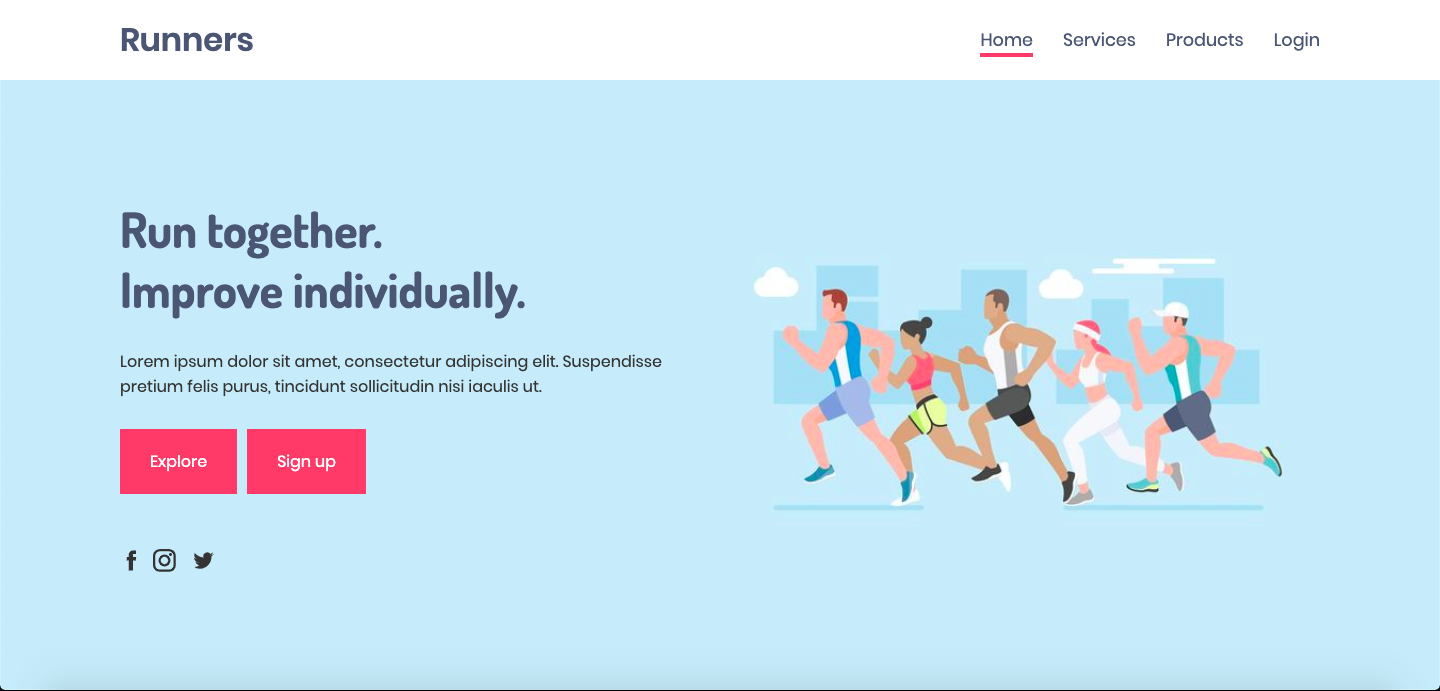 Runners
Home Services Products Login
Run together.
Improve individually.
Lorem ipsum dolor sit amet, consectetur adipiscing elit. Suspendisse
pretium felis purus, tincidunt sollicitudin nisi iaculis ut.
Explore Sign up